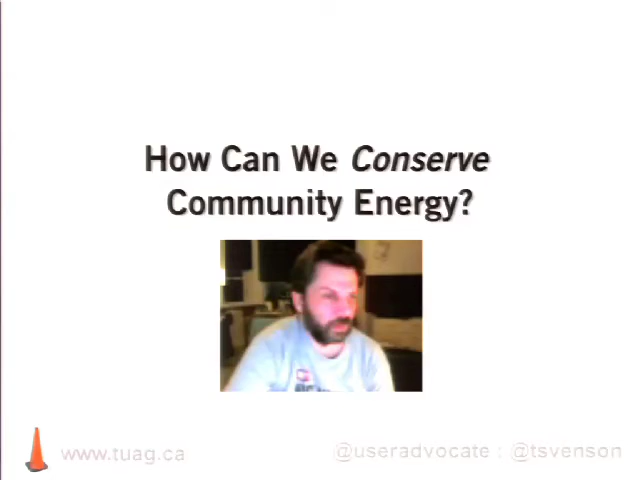 How Can We Conserve
Community Energy?
www.tuag.ca
@useradvocate : @tsvenson